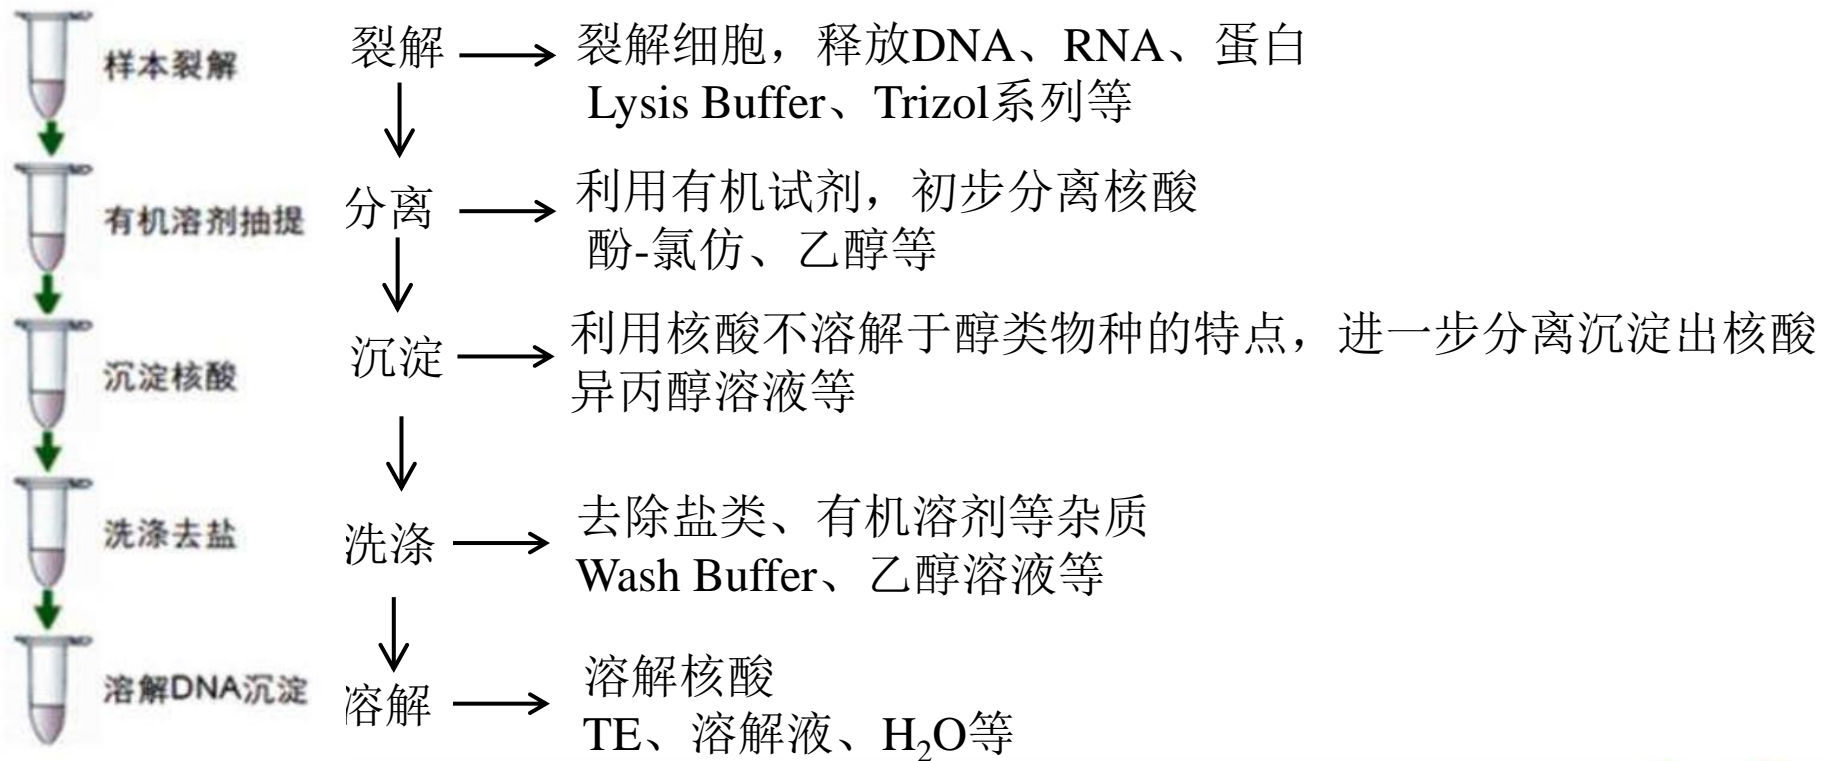 样本裂解
裂解
裂解细胞，释放DNA、RNA、蛋白
Lysis Buffer、Trizol系列等
有机溶剂抽提
分离
利用有机试剂，初步分离核酸
酚-氯仿、乙醇等
沉淀核酸
沉淀
利用核酸不溶解于醇类物种的特点，进一步分离沉淀出核酸
异丙醇溶液等
洗涤去盐
洗涤
去除盐类、有机溶剂等杂质
Wash Buffer、乙醇溶液等
溶解DNA沉淀
溶解
溶解核酸
TE、溶解液、H₂O等